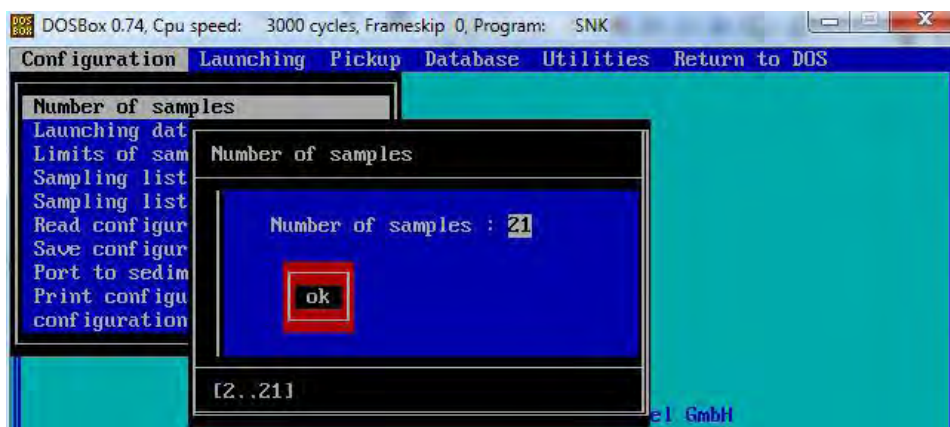 DOSBox 0.74, Cpu speed: 3000 cycles, Frameskip 0, Program: SNK
Configuration Launching Pickup Database Utilities Return to DOS
Number of samples
Launching dat
Limits of sam
Sampling list
Sampling list
Read configur
Save configur
Port to sedim
Print configu
configuration
Number of samples
Number of samples : 21
ok
[2..21]
el GmbH